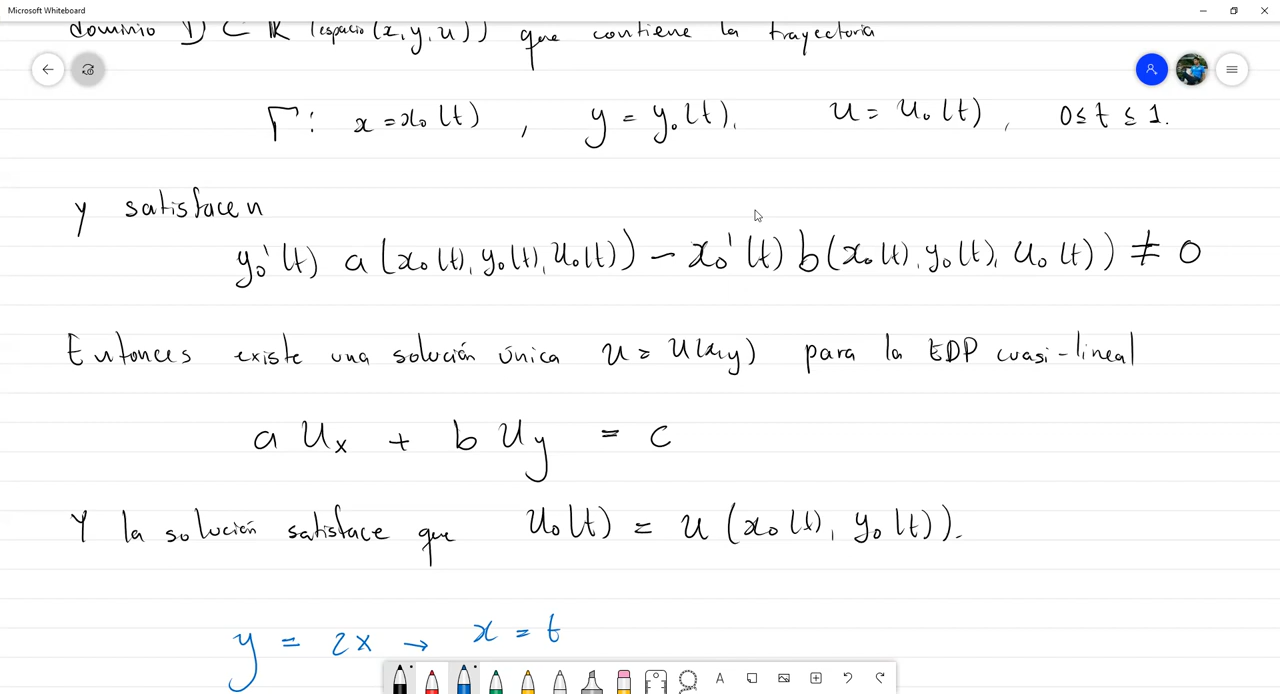 Microsoft Whiteboard
dominio D ⊂ ℝ (espacio (x, y, u)) que contiene la trayectoria
Γ: x = x₀(t), y = y₀(t), u = u₀(t), 0 ≤ t ≤ 1.
y satisfacen
y₀'(t) a(x₀(t), y₀(t), u₀(t)) - x₀'(t) b(x₀(t), y₀(t), u₀(t)) ≠ 0
Entonces existe una solución única u = u(x,y) para la EDP cuasi-lineal
a uₓ + b u_y = c
Y la solución satisface que u₀(t) = u(x₀(t), y₀(t)).
y = 2x → x = t